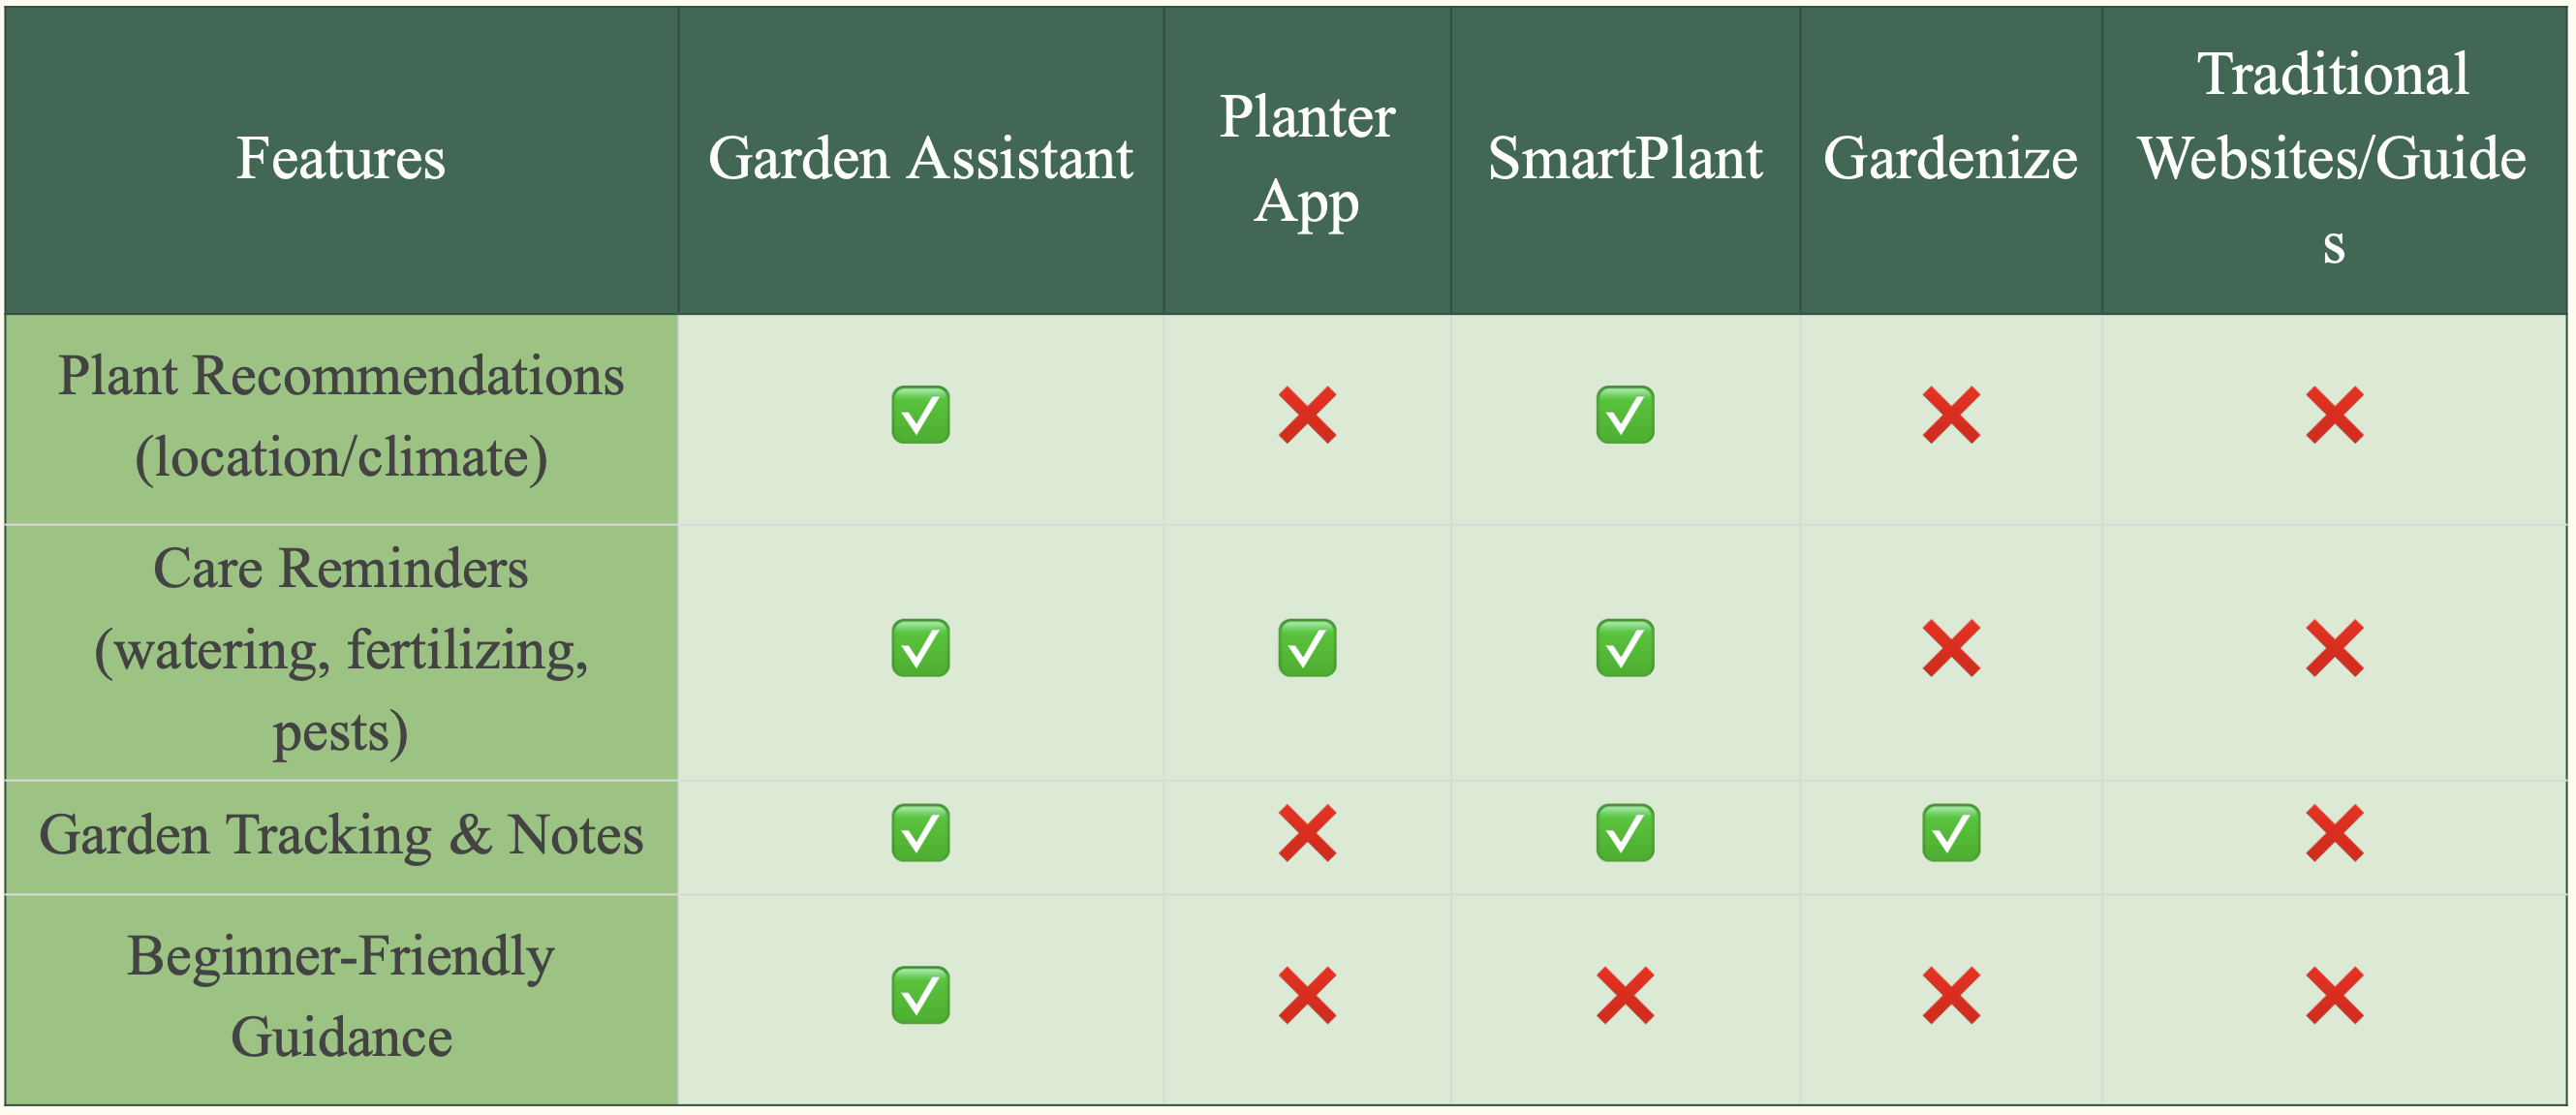 Features
Garden Assistant
Planter
App
SmartPlant
Gardenize
Traditional
Websites/Guide
s
Plant Recommendations
(location/climate)
✅ ❌ ✅ ❌ ❌
Care Reminders
(watering, fertilizing,
pests)
✅ ✅ ✅ ❌ ❌
Garden Tracking & Notes
✅ ❌ ✅ ✅ ❌
Beginner-Friendly
Guidance
✅ ❌ ❌ ❌ ❌